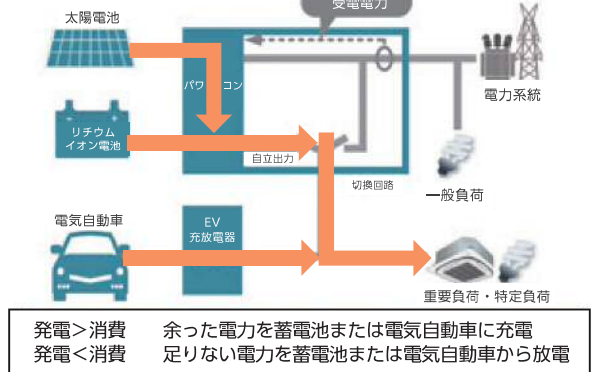 受電電力
太陽電池
パワコン
電力系統
リチウム
イオン電池
自立出力
切換回路
一般負荷
電気自動車
EV
充放電器
重要負荷・特定負荷
発電＞消費 余った電力を蓄電池または電気自動車に充電
発電＜消費 足りない電力を蓄電池または電気自動車から放電